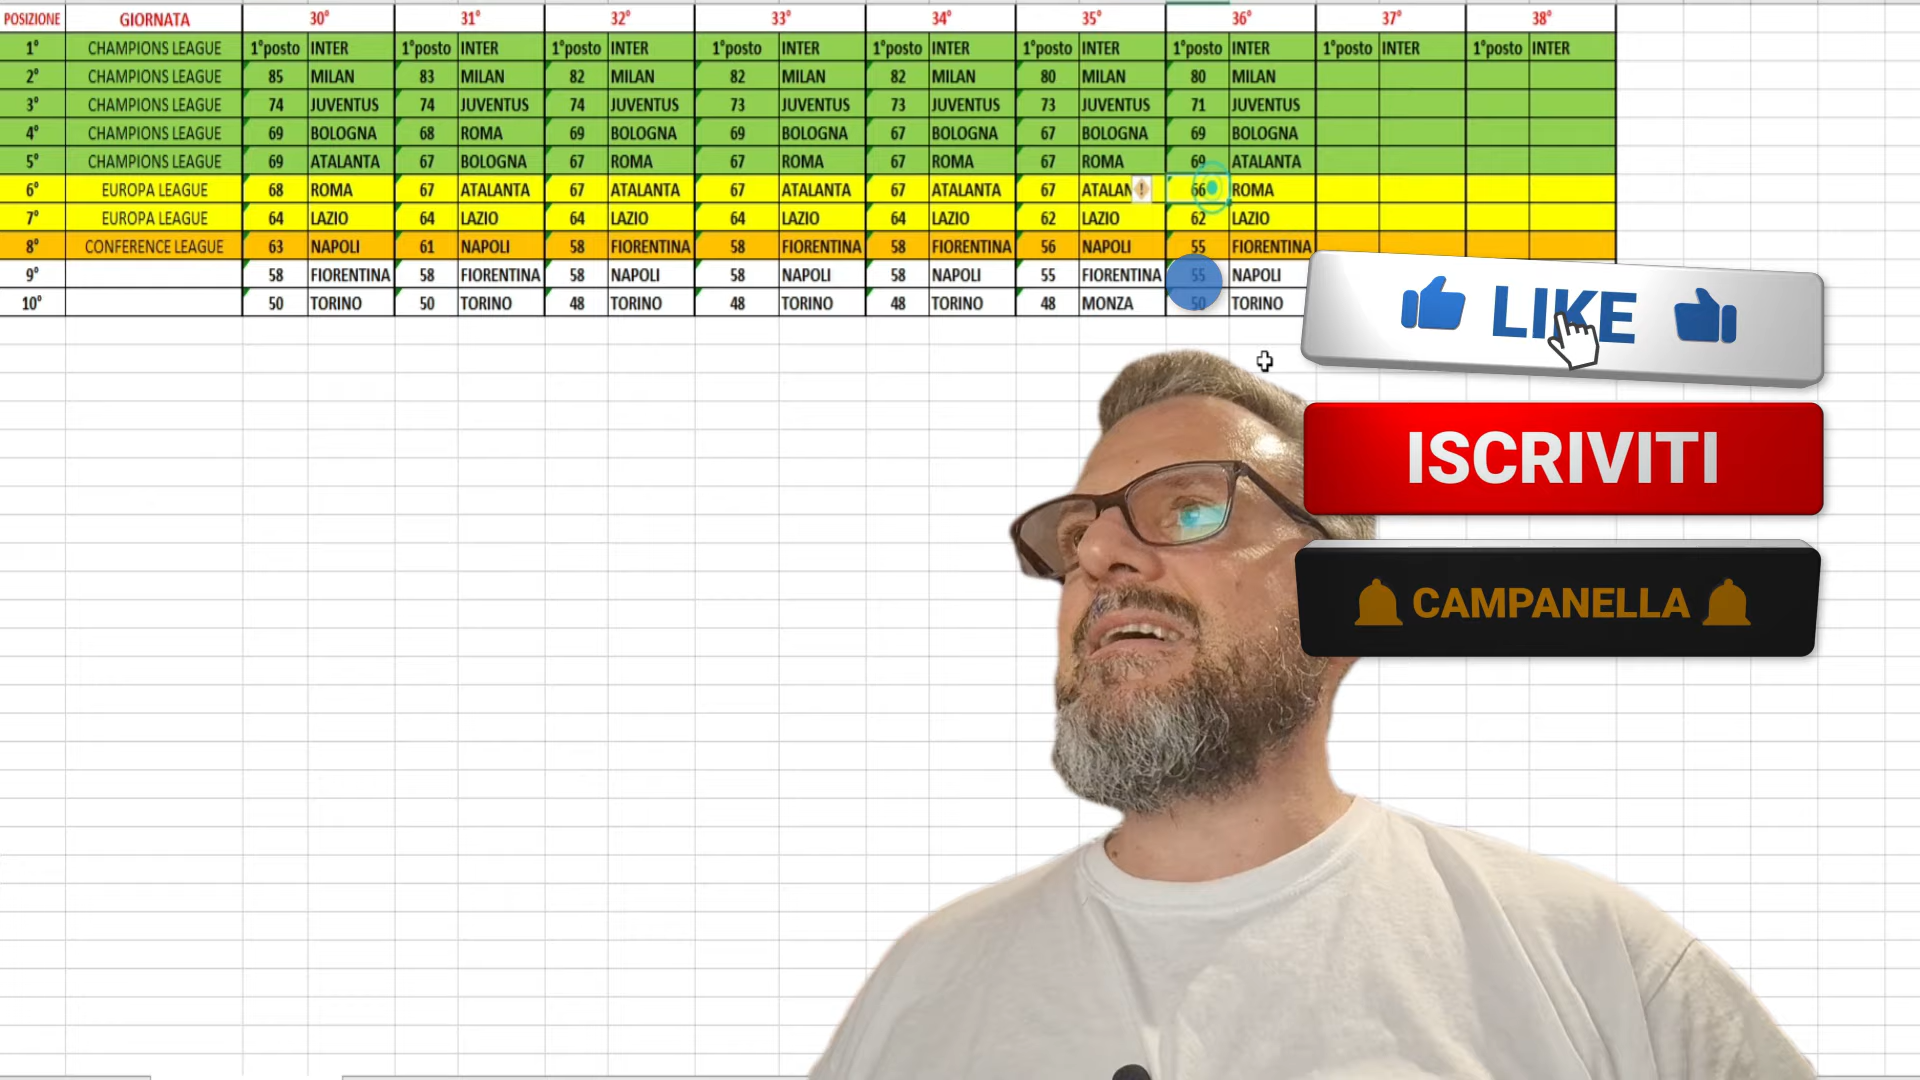 POSIZIONE GIORNATA 30° 31° 32° 33° 34° 35° 36° 37° 38°
1° CHAMPIONS LEAGUE 1°posto INTER 1°posto INTER 1°posto INTER 1°posto INTER 1°posto INTER 1°posto INTER 1°posto INTER 1°posto INTER 1°posto INTER
2° CHAMPIONS LEAGUE 85 MILAN 83 MILAN 82 MILAN 82 MILAN 82 MILAN 80 MILAN 80 MILAN
3° CHAMPIONS LEAGUE 74 JUVENTUS 74 JUVENTUS 74 JUVENTUS 73 JUVENTUS 73 JUVENTUS 73 JUVENTUS 71 JUVENTUS
4° CHAMPIONS LEAGUE 69 BOLOGNA 68 ROMA 69 BOLOGNA 69 BOLOGNA 67 BOLOGNA 67 BOLOGNA 69 BOLOGNA
5° CHAMPIONS LEAGUE 69 ATALANTA 67 BOLOGNA 67 ROMA 67 ROMA 67 ROMA 67 ROMA 69 ATALANTA
6° EUROPA LEAGUE 68 ROMA 67 ATALANTA 67 ATALANTA 67 ATALANTA 67 ATALANTA 67 ATALAN 66 ROMA
7° EUROPA LEAGUE 64 LAZIO 64 LAZIO 64 LAZIO 64 LAZIO 64 LAZIO 62 LAZIO 62 LAZIO
8° CONFERENCE LEAGUE 63 NAPOLI 61 NAPOLI 58 FIORENTINA 58 FIORENTINA 58 FIORENTINA 56 NAPOLI 55 FIORENTINA
9° 58 FIORENTINA 58 FIORENTINA 58 NAPOLI 58 NAPOLI 58 NAPOLI 55 FIORENTINA 55 NAPOLI
10° 50 TORINO 50 TORINO 48 TORINO 48 TORINO 48 TORINO 48 MONZA 50 TORINO
LIKE
ISCRIVITI
CAMPANELLA